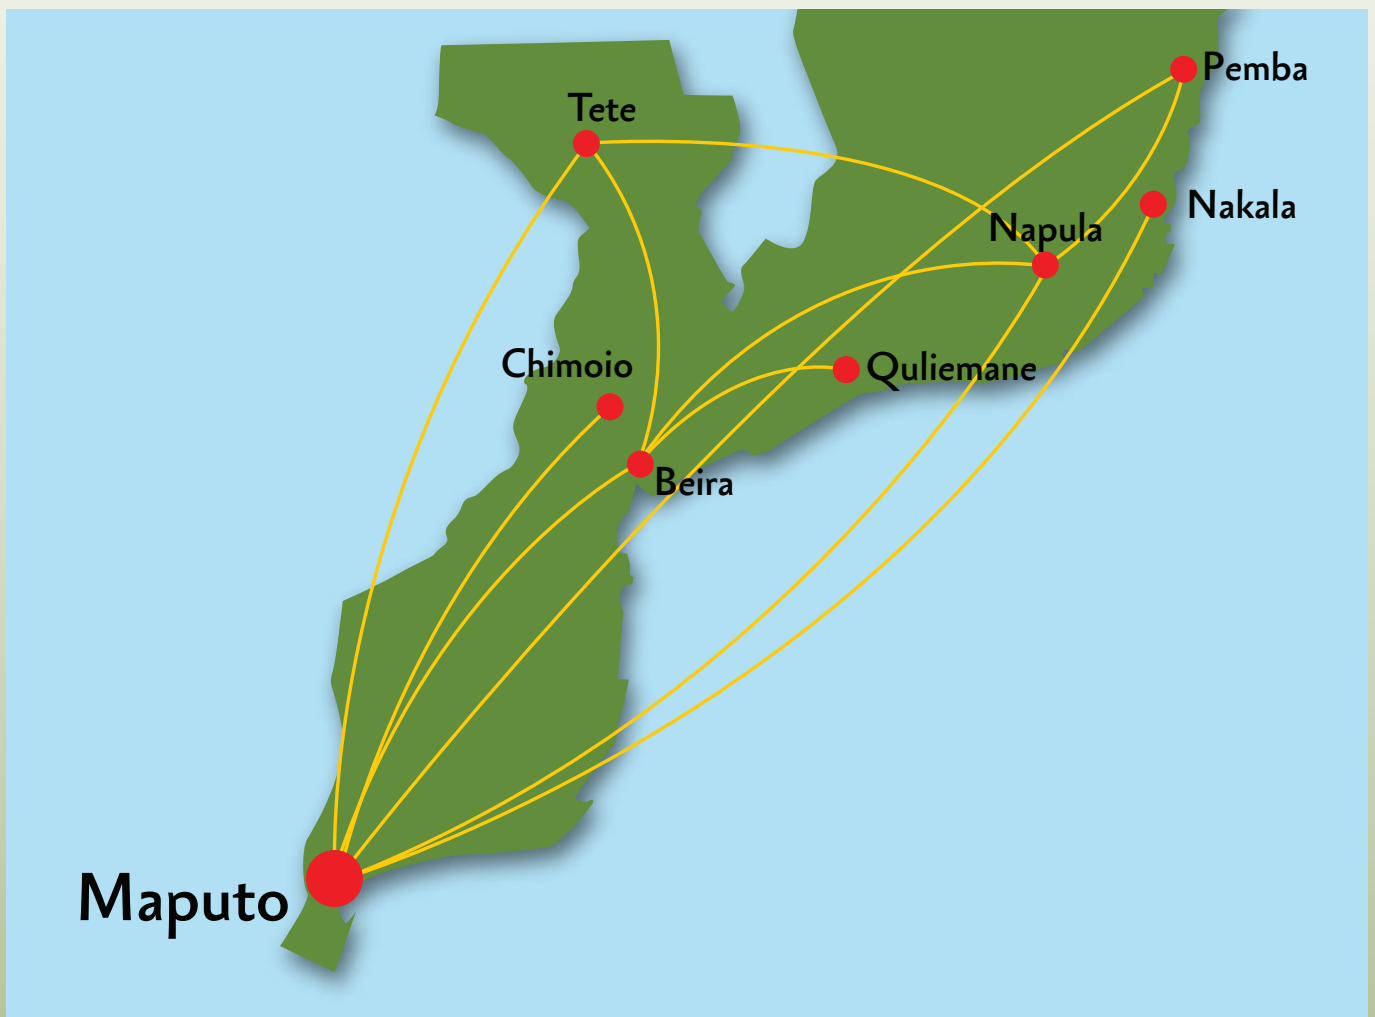 Pemba
Tete
Nakala
Napula
Chimoio
Quliemane
Beira
Maputo